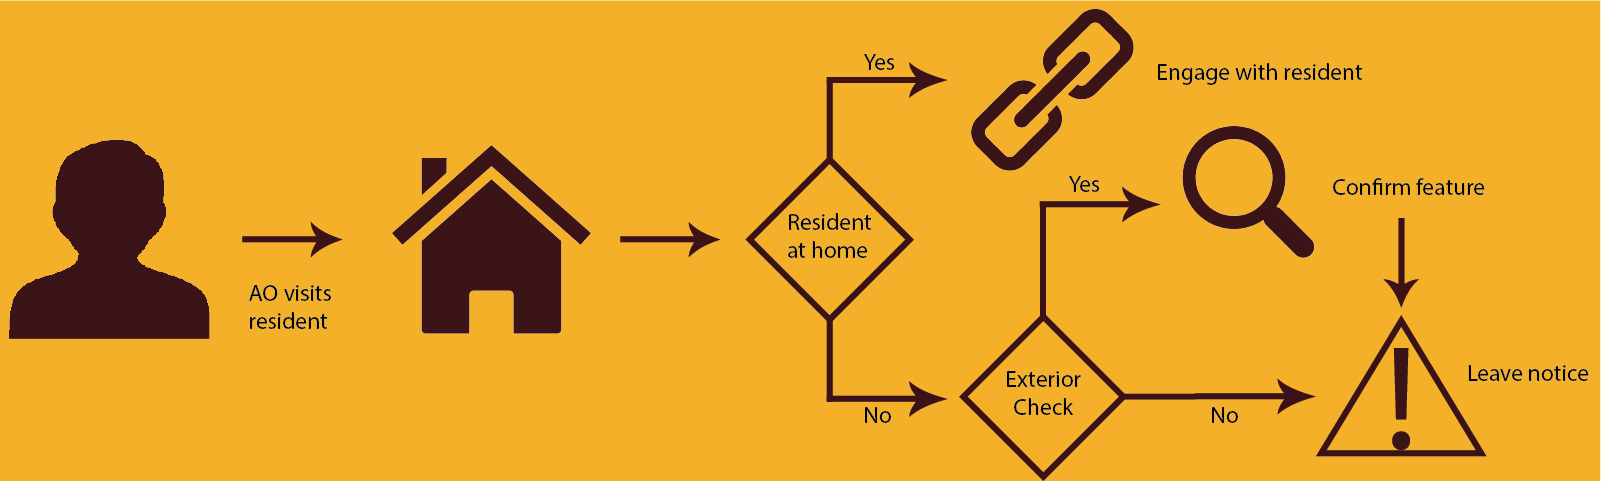 AO visits
resident
Resident
at home
Yes
Engage with resident
No
Exterior
Check
Yes
Confirm feature
No
Leave notice